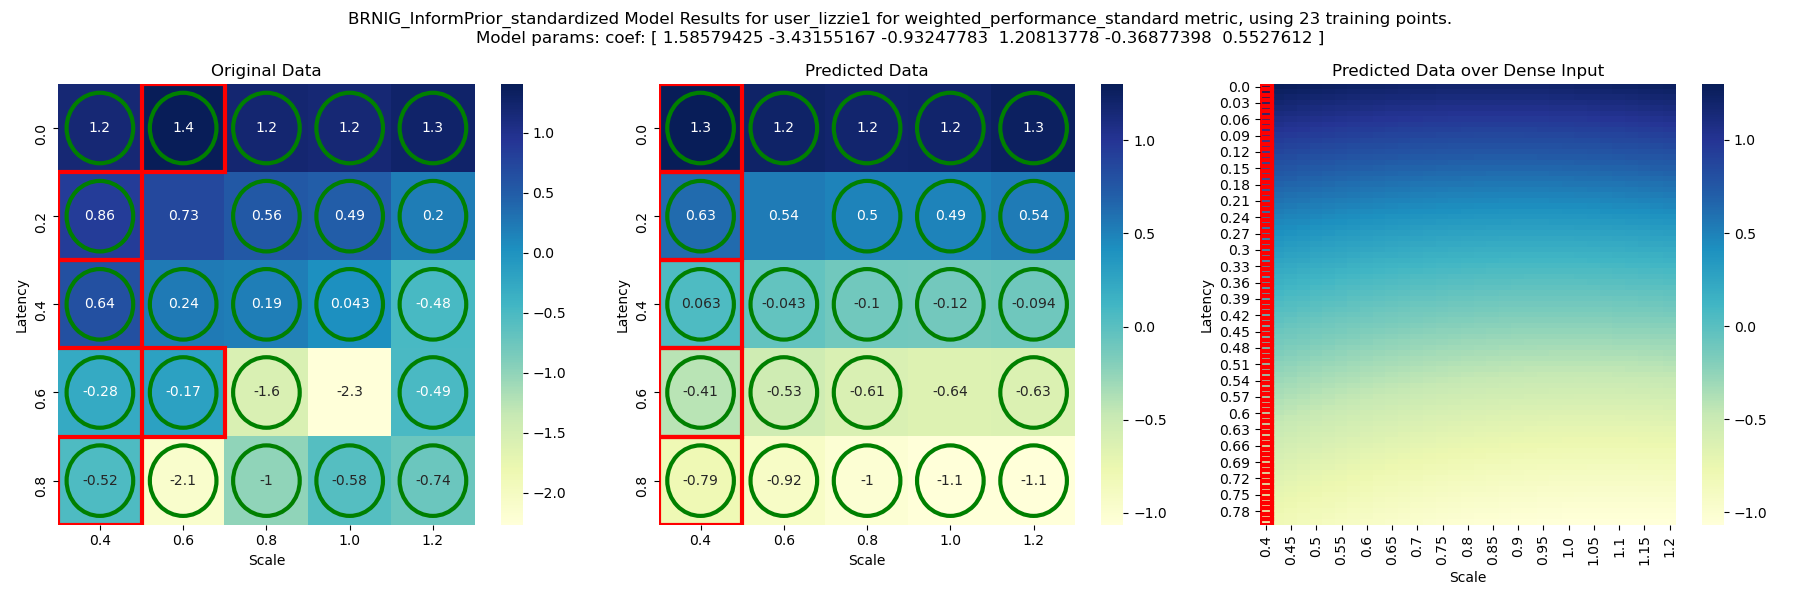 BRNIG_InformPrior_standardized Model Results for user_lizzie1 for weighted_performance_standard metric, using 23 training points.
Model params: coef: [ 1.58579425 -3.43155167 -0.93247783  1.20813778 -0.36877398  0.5527612 ]
Original Data
0.0 1.2 1.4 1.2 1.2 1.3
0.2 0.86 0.73 0.56 0.49 0.2
0.4 0.64 0.24 0.19 0.043 -0.48
0.6 -0.28 -0.17 -1.6 -2.3 -0.49
0.8 -0.52 -2.1 -1 -0.58 -0.74
0.4 0.6 0.8 1.0 1.2
Latency
Scale
1.0
0.5
0.0
−0.5
−1.0
−1.5
−2.0
Predicted Data
0.0 1.3 1.2 1.2 1.2 1.3
0.2 0.63 0.54 0.5 0.49 0.54
0.4 0.063 -0.043 -0.1 -0.12 -0.094
0.6 -0.41 -0.53 -0.61 -0.64 -0.63
0.8 -0.79 -0.92 -1 -1.1 -1.1
0.4 0.6 0.8 1.0 1.2
Latency
Scale
1.0
0.5
0.0
−0.5
−1.0
Predicted Data over Dense Input
0.0
0.03
0.06
0.09
0.12
0.15
0.18
0.21
0.24
0.27
0.3
0.33
0.36
0.39
0.42
0.45
0.48
0.51
0.54
0.57
0.6
0.63
0.66
0.69
0.72
0.75
0.78
0.4 0.45 0.5 0.55 0.6 0.65 0.7 0.75 0.8 0.85 0.9 0.95 1.0 1.05 1.1 1.15 1.2
Latency
Scale
1.0
0.5
0.0
−0.5
−1.0